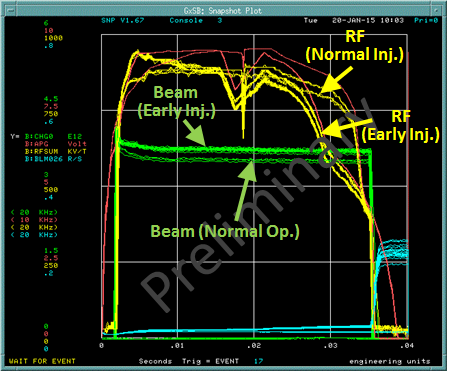 GxSB: Snapshot Plot
SNP V1.67 Console 3 Tue 20-JAN-15 10:03 Pri=0
6
10
1000
.8
RF
(Normal Inj.)
Beam
(Early Inj.)
RF
(Early Inj.)
4.5
7.5
750
.6
Y= B:CHG0 E12
B:APG Volt
B:RFSUM KV/T
B:BLM026 R/S
3
5
500
.4
Beam (Normal Op.)
( 20 KHz)
( 10 KHz)
( 20 KHz)
( 20 KHz)
1.5
2.5
250
.2
Preliminary
0
0
0
0
0 .01 .02 .03 .04
WAIT FOR EVENT Seconds Trig = EVENT 17 engineering units